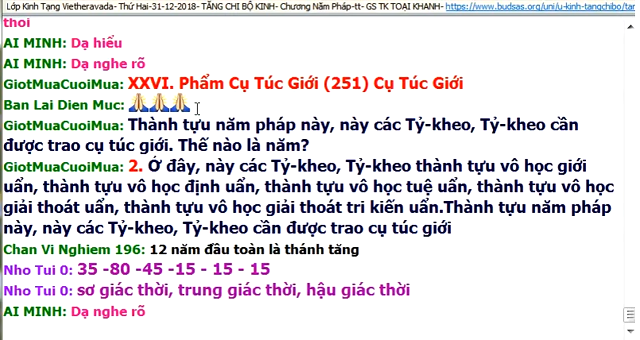 Lớp Kinh Tạng Vietheravada- Thứ Hai-31-12-2018- TĂNG CHI BỘ KINH- Chương Năm Pháp-tt- GS TK TOẠI KHANH- https://www.budsas.org/uni/u-kinh-tangchibo/tan
thoi
AI MINH: Dạ hiểu
AI MINH: Dạ nghe rõ
GiotMuaCuoiMua: XXVI. Phẩm Cụ Túc Giới (251) Cụ Túc Giới
Ban Lai Dien Muc: 🙏🙏🙏
GiotMuaCuoiMua: Thành tựu năm pháp này, này các Tỷ-kheo, Tỷ-kheo cần
được trao cụ túc giới. Thế nào là năm?
GiotMuaCuoiMua: 2. Ở đây, này các Tỷ-kheo, Tỷ-kheo thành tựu vô học giới
uẩn, thành tựu vô học định uẩn, thành tựu vô học tuệ uẩn, thành tựu vô học
giải thoát uẩn, thành tựu vô học giải thoát tri kiến uẩn.Thành tựu năm pháp
này, này các Tỷ-kheo, Tỷ-kheo cần được trao cụ túc giới
Chan Vi Nghiem 196: 12 năm đâu toàn là thánh tăng
Nho Tui 0: 35 -80 -45 -15 - 15 - 15
Nho Tui 0: sơ giác thời, trung giác thời, hậu giác thời
AI MINH: Dạ nghe rõ